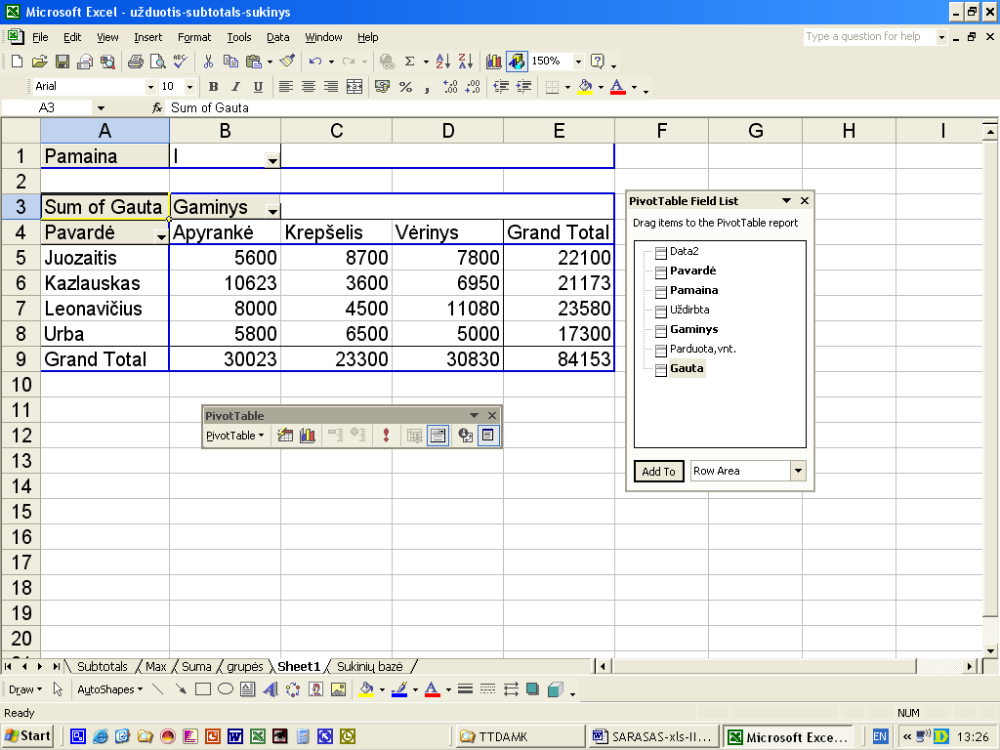 Microsoft Excel - užduotis-subtotals-sukinys
File Edit View Insert Format Tools Data Window Help Type a question for help
150%
Arial 10 B I U
A3 fx Sum of Gauta
A B C D E F G H I
1 Pamaina I
2
3 Sum of Gauta Gaminys
4 Pavardė Apyrankė Krepšelis Vėrinys Grand Total
5 Juozaitis 5600 8700 7800 22100
6 Kazlauskas 10623 3600 6950 21173
7 Leonavičius 8000 4500 11080 23580
8 Urba 5800 6500 5000 17300
9 Grand Total 30023 23300 30830 84153
10
11
12
13
14
15
16
17
18
19
20
PivotTable
PivotTable
PivotTable Field List
Drag items to the PivotTable report
Data2
Pavardė
Pamaina
Uždirbta
Gaminys
Parduota,vnt.
Gauta
Add To Row Area
Subtotals Max Suma grupės Sheet1 Sukinių bazė
Draw AutoShapes
Ready NUM
Start TTDAMK SARASAS-xls-II... Microsoft Exce... EN 13:26